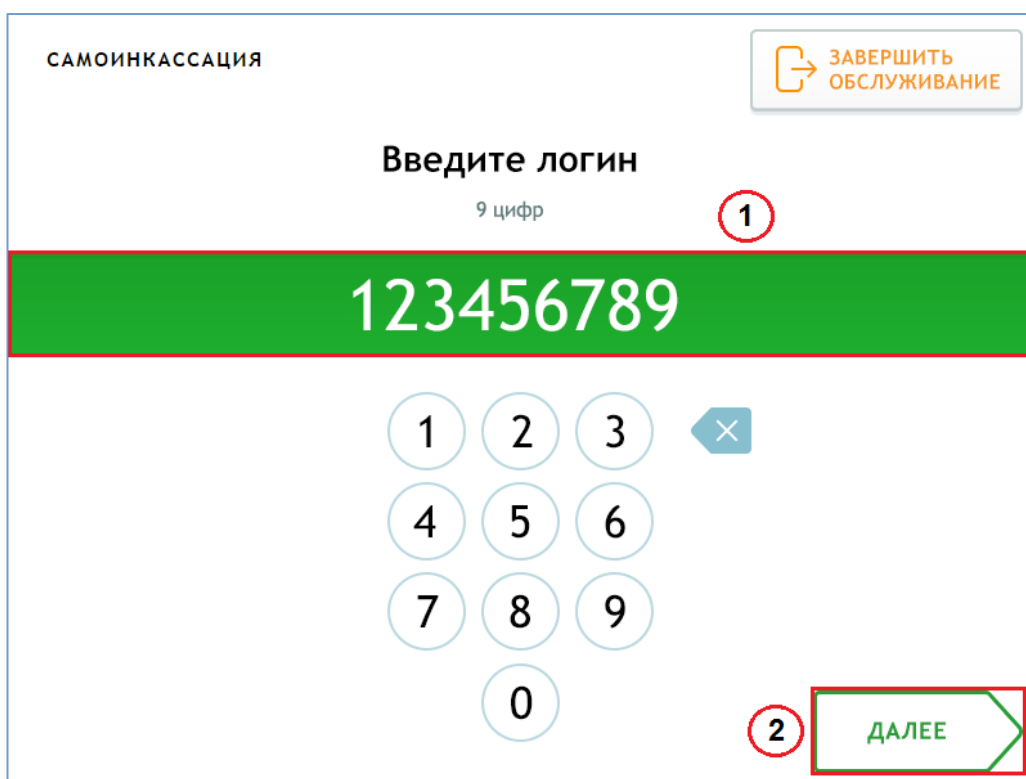 САМОИНКАССАЦИЯ
ЗАВЕРШИТЬ
ОБСЛУЖИВАНИЕ
Введите логин
9 цифр
1
123456789
1 2 3
4 5 6
7 8 9
0
2
ДАЛЕЕ